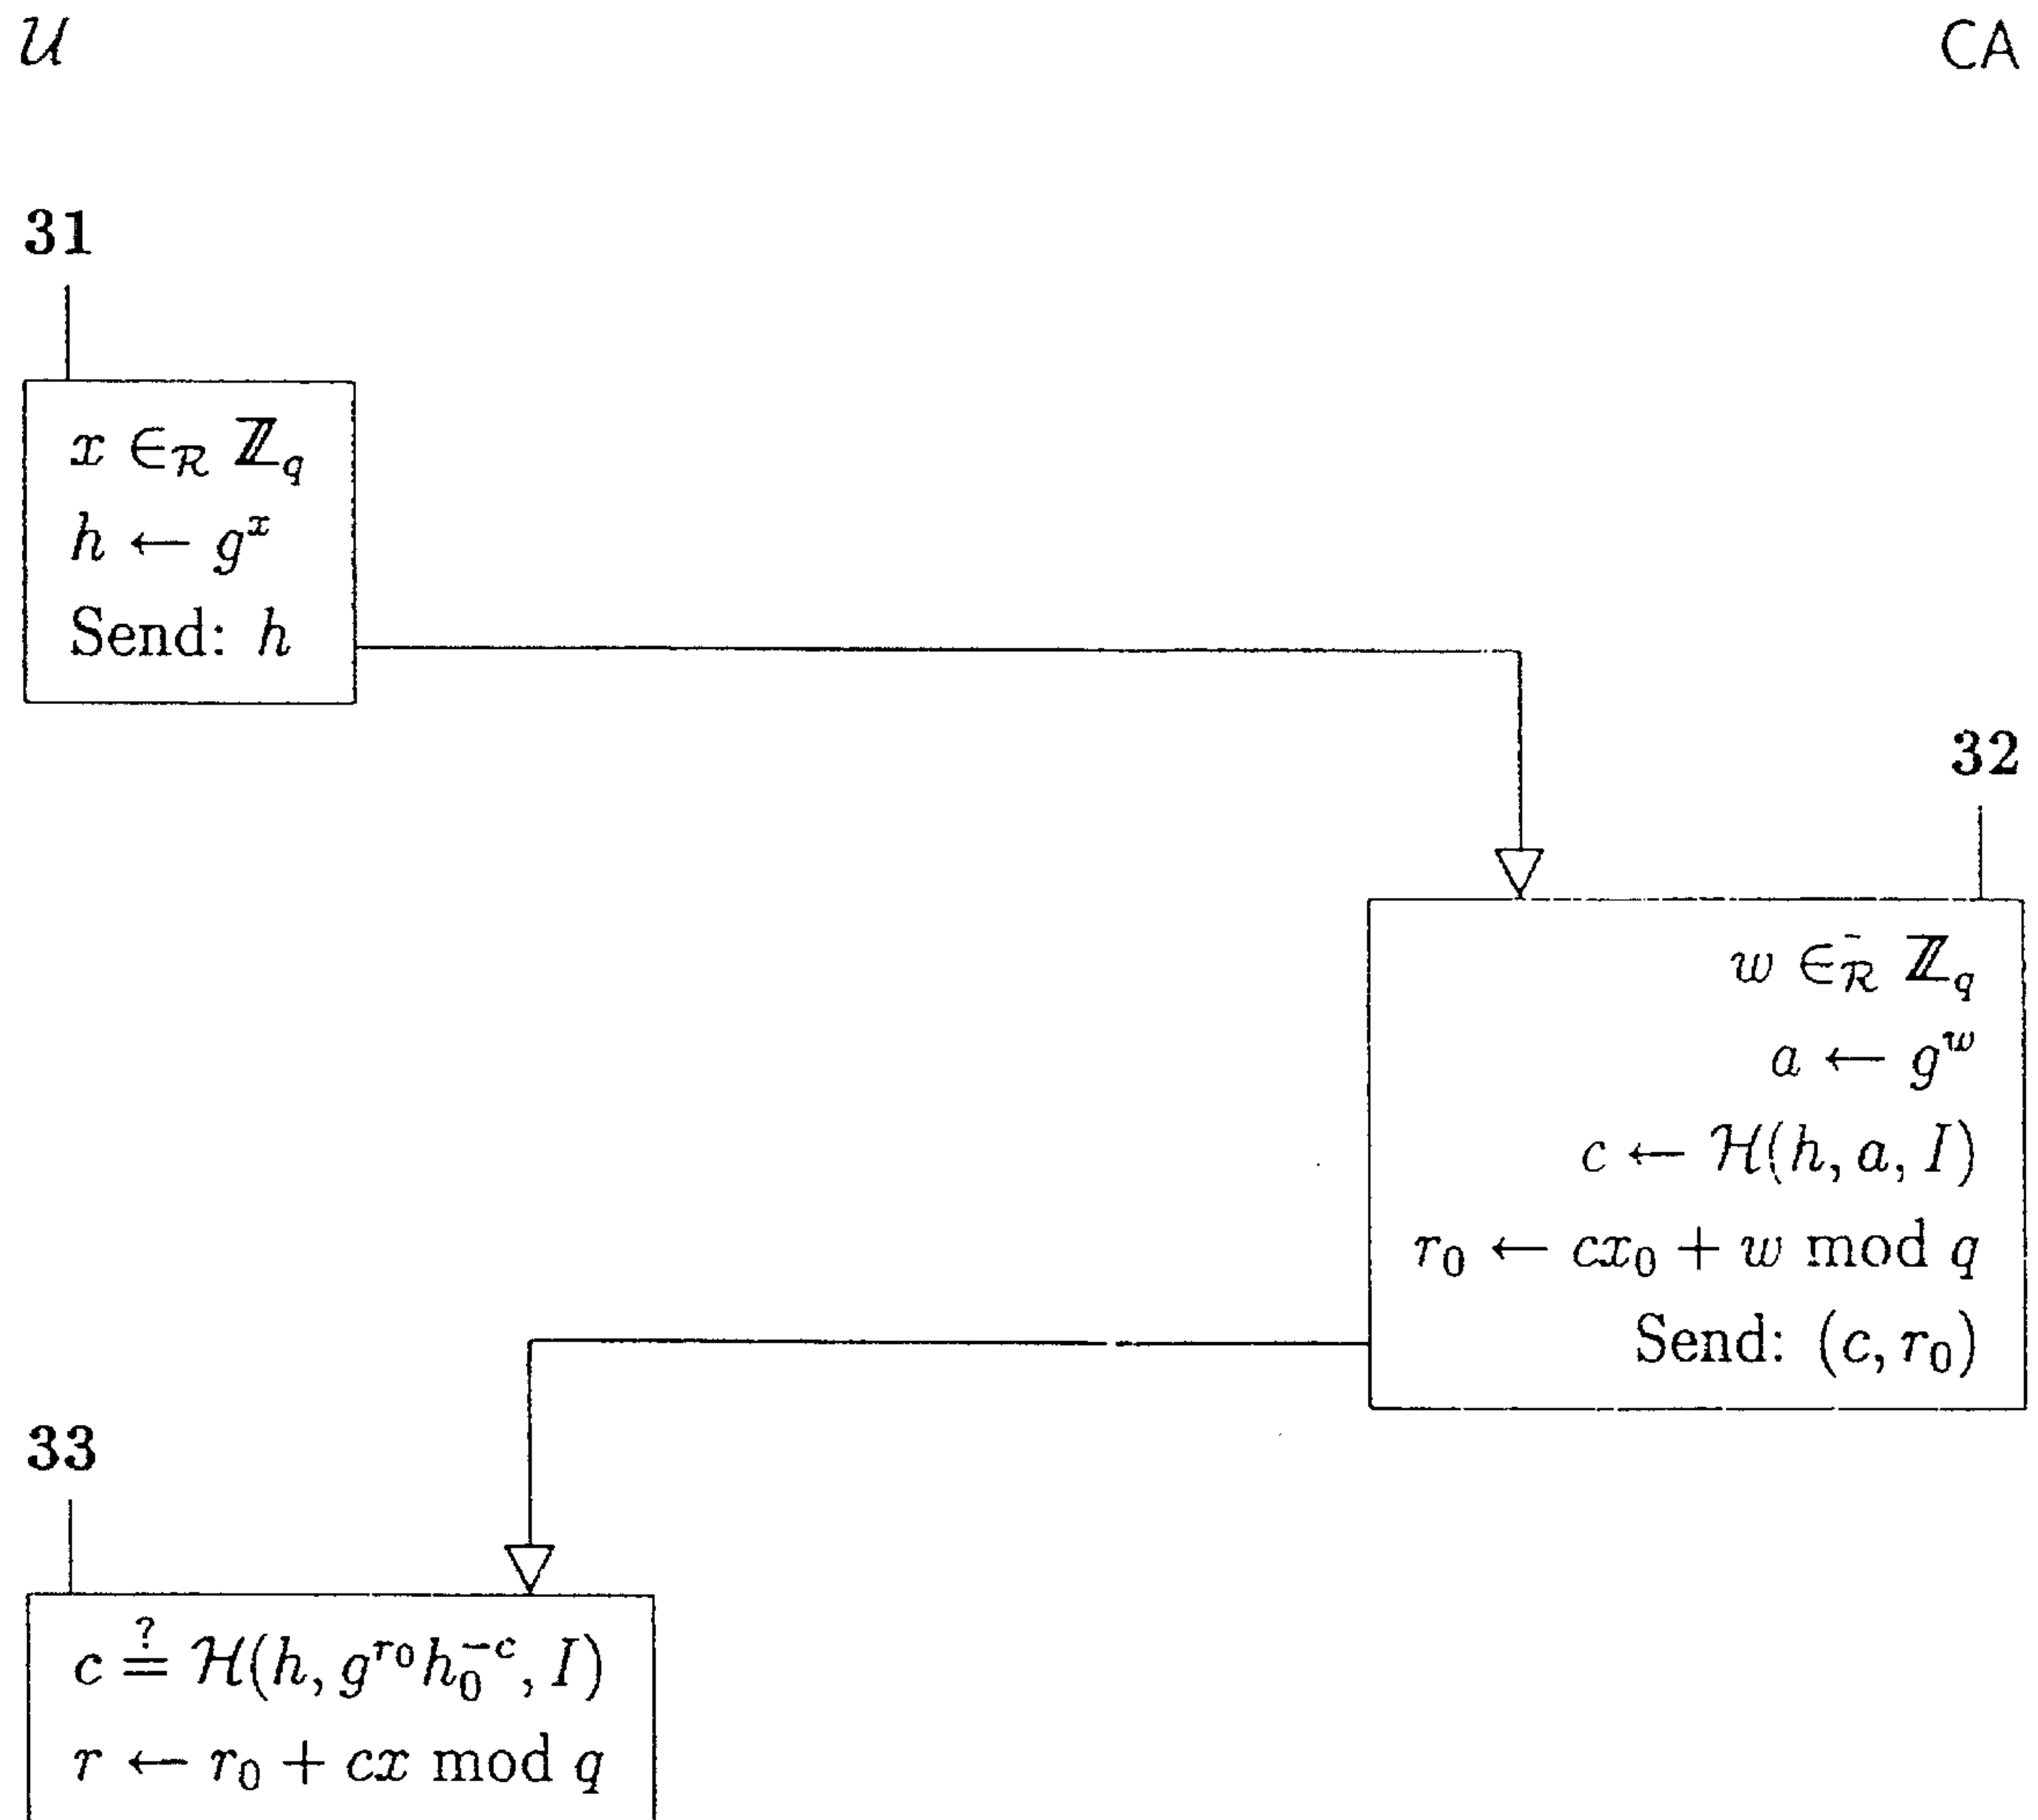 𝒰
CA
31
x ∈_ℛ ℤ_q
h ← g^x
Send: h
32
w ∈_ℛ ℤ_q
a ← g^w
c ← ℋ(h, a, I)
r_0 ← cx_0 + w mod q
Send: (c, r_0)
33
c ≟ ℋ(h, g^{r_0} h_0^{-c}, I)
r ← r_0 + cx mod q